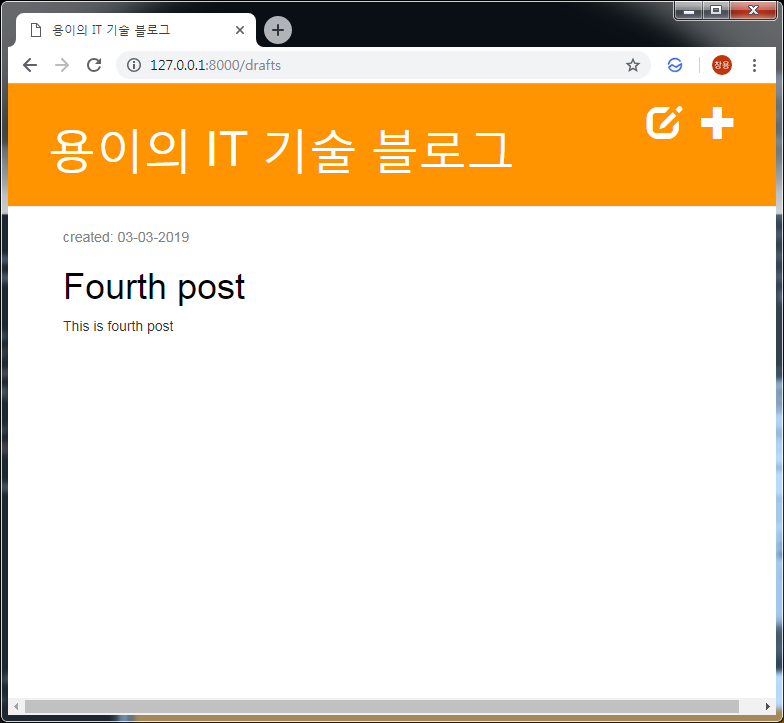 용이의 IT 기술 블로그
127.0.0.1:8000/drafts
창용
용이의 IT 기술 블로그
created: 03-03-2019
Fourth post
This is fourth post